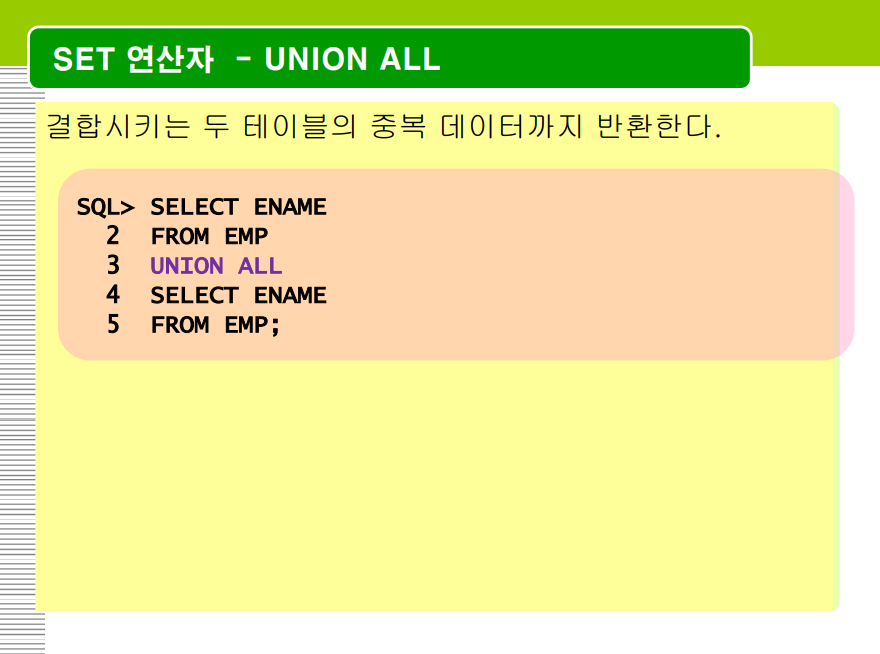 SET 연산자 - UNION ALL
결합시키는 두 테이블의 중복 데이터까지 반환한다.
SQL> SELECT ENAME
2 FROM EMP
3 UNION ALL
4 SELECT ENAME
5 FROM EMP;